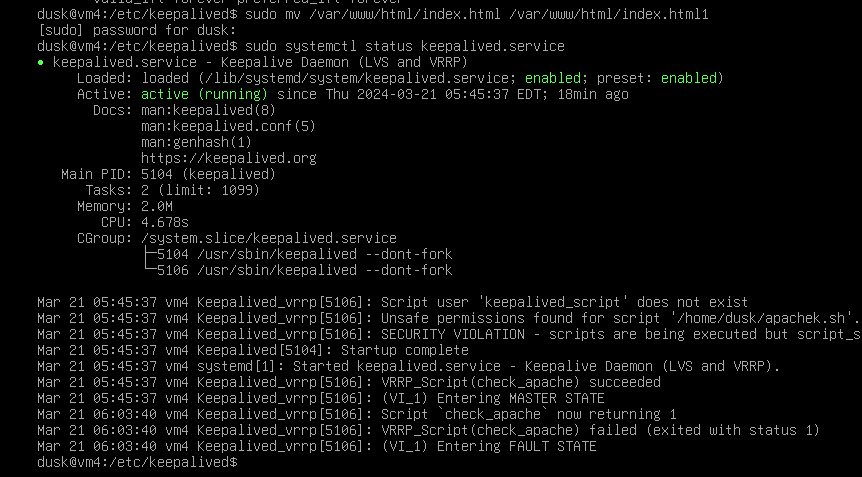 valid_lft forever preferred_lft forever
dusk@vm4:/etc/keepalived$ sudo mv /var/www/html/index.html /var/www/html/index.html1
[sudo] password for dusk:
dusk@vm4:/etc/keepalived$ sudo systemctl status keepalived.service
● keepalived.service - Keepalive Daemon (LVS and VRRP)
Loaded: loaded (/lib/systemd/system/keepalived.service; enabled; preset: enabled)
Active: active (running) since Thu 2024-03-21 05:45:37 EDT; 18min ago
Docs: man:keepalived(8)
man:keepalived.conf(5)
man:genhash(1)
https://keepalived.org
Main PID: 5104 (keepalived)
Tasks: 2 (limit: 1099)
Memory: 2.0M
CPU: 4.678s
CGroup: /system.slice/keepalived.service
├─5104 /usr/sbin/keepalived --dont-fork
└─5106 /usr/sbin/keepalived --dont-fork
Mar 21 05:45:37 vm4 Keepalived_vrrp[5106]: Script user 'keepalived_script' does not exist
Mar 21 05:45:37 vm4 Keepalived_vrrp[5106]: Unsafe permissions found for script '/home/dusk/apachek.sh'.
Mar 21 05:45:37 vm4 Keepalived_vrrp[5106]: SECURITY VIOLATION - scripts are being executed but script_s
Mar 21 05:45:37 vm4 Keepalived[5104]: Startup complete
Mar 21 05:45:37 vm4 systemd[1]: Started keepalived.service - Keepalive Daemon (LVS and VRRP).
Mar 21 05:45:37 vm4 Keepalived_vrrp[5106]: VRRP_Script(check_apache) succeeded
Mar 21 05:45:37 vm4 Keepalived_vrrp[5106]: (VI_1) Entering MASTER STATE
Mar 21 06:03:40 vm4 Keepalived_vrrp[5106]: Script `check_apache` now returning 1
Mar 21 06:03:40 vm4 Keepalived_vrrp[5106]: VRRP_Script(check_apache) failed (exited with status 1)
Mar 21 06:03:40 vm4 Keepalived_vrrp[5106]: (VI_1) Entering FAULT STATE
dusk@vm4:/etc/keepalived$